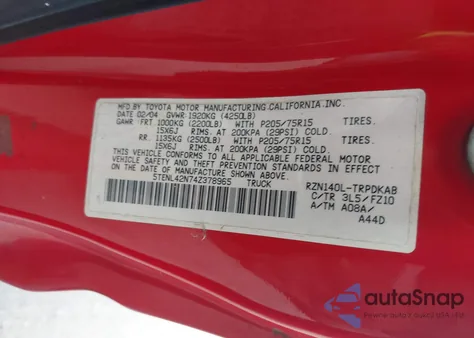 MFD. BY TOYOTA MOTOR MANUFACTURING,CALIFORNIA,INC.
02/04 GVWR 1920KG (4250LB)
GAWR FRT. 1000KG (2200LB) WITH P205/75R15 TIRES.
15X6J RIMS. AT 200KPA (29PSI) COLD.
RR. 1135KG (2500LB) WITH P205/75R15 TIRES.
15X6J RIMS. AT 200KPA (29PSI) COLD.
THIS VEHICLE CONFORMS TO ALL APPLICABLE FEDERAL MOTOR
VEHICLE SAFETY AND THEFT PREVENTION STANDARDS IN
EFFECT ON THE DATE OF MANUFACTURE SHOWN ABOVE.
5TENL42N74Z378965 TRUCK
RZN140L-TRPDKAB
C/TR 3L5/FZ10
A/TM A08A/
A44D
autoSnap